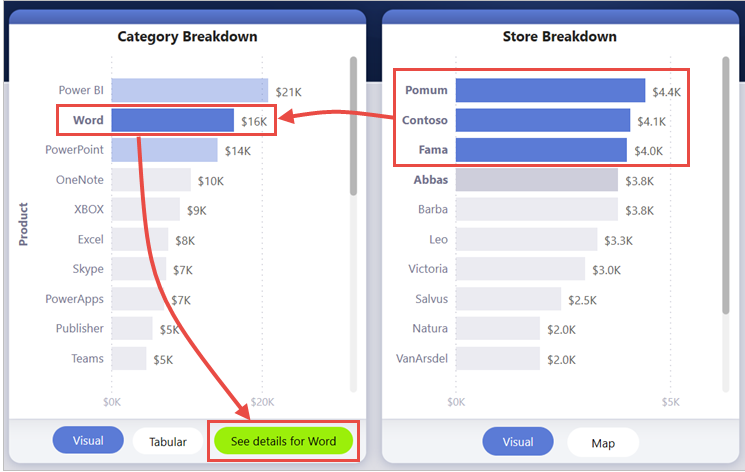 Category Breakdown
Product
Power BI $21K
Word $16K
PowerPoint $14K
OneNote $10K
XBOX $9K
Excel $8K
Skype $7K
PowerApps $7K
Publisher $5K
Teams $5K
$0K $20K
Visual Tabular See details for Word
Store Breakdown
Pomum $4.4K
Contoso $4.1K
Fama $4.0K
Abbas $3.8K
Barba $3.8K
Leo $3.3K
Victoria $3.0K
Salvus $2.5K
Natura $2.0K
VanArsdel $2.0K
$0K $5K
Visual Map